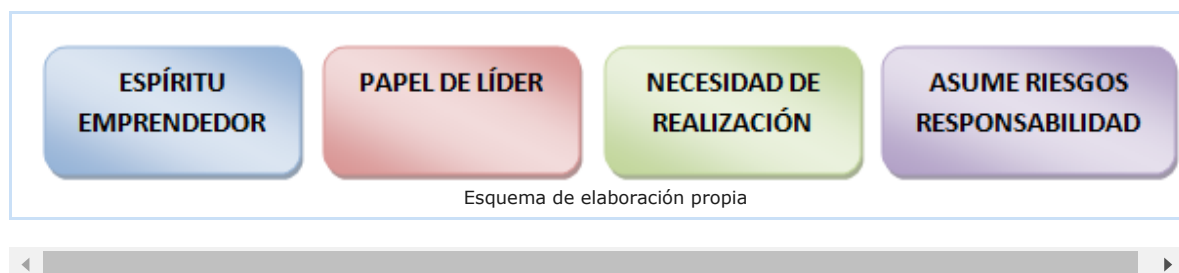 ESPÍRITU
EMPRENDEDOR
PAPEL DE LÍDER
NECESIDAD DE
REALIZACIÓN
ASUME RIESGOS
RESPONSABILIDAD
Esquema de elaboración propia